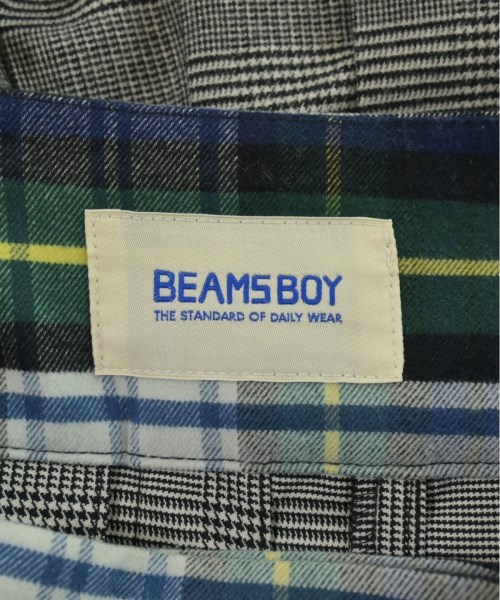 BEAMS BOY
THE STANDARD OF DAILY WEAR